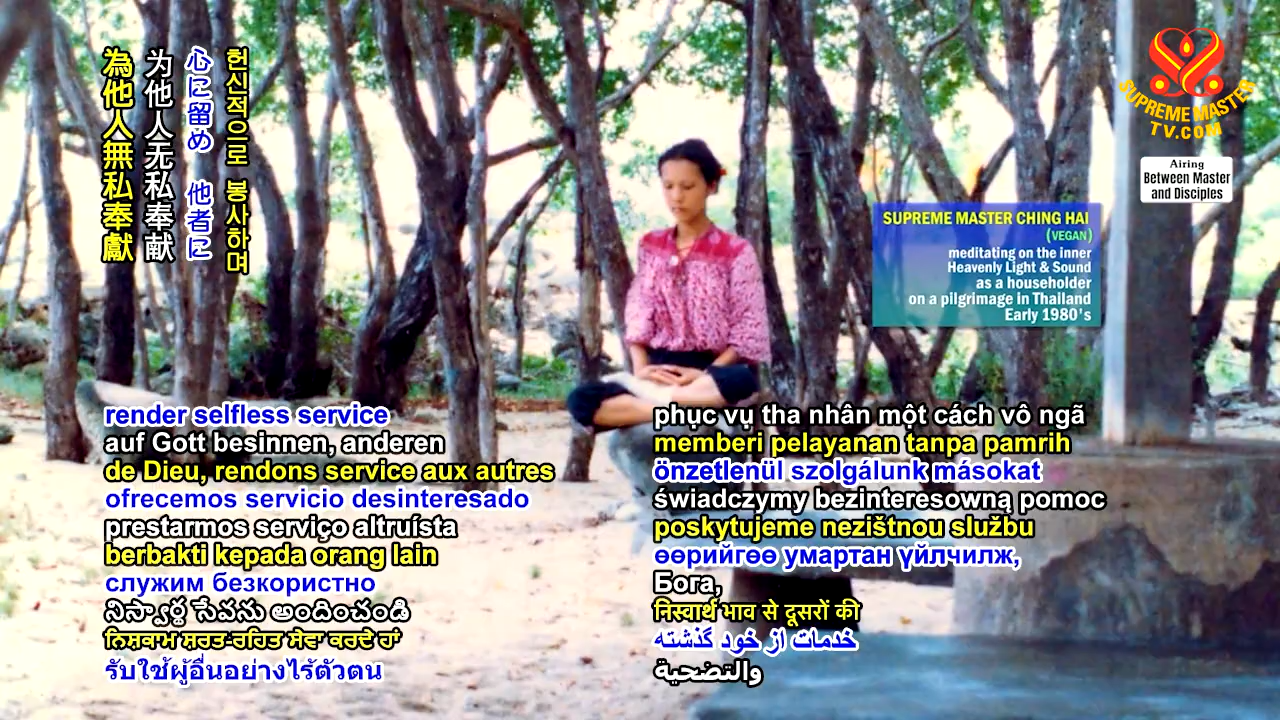 為他人無私奉獻
为他人无私奉献
心に留め 他者に
헌신적으로 봉사하며
SUPREME MASTER
TV.COM
Airing
Between Master
and Disciples
SUPREME MASTER CHING HAI
(VEGAN)
meditating on the inner
Heavenly Light & Sound
as a householder
on a pilgrimage in Thailand
Early 1980's
render selfless service
auf Gott besinnen, anderen
de Dieu, rendons service aux autres
ofrecemos servicio desinteresado
prestarmos serviço altruísta
berbakti kepada orang lain
служим безкористно
నిస్వార్థ సేవను అందించండి
ਨਿਸ਼ਕਾਮ ਸ਼ਰਤ-ਰਹਿਤ ਸੇਵਾ ਕਰਦੇ ਹਾਂ
รับใช้ผู้อื่นอย่างไร้ตัวตน
phục vụ tha nhân một cách vô ngã
memberi pelayanan tanpa pamrih
önzetlenül szolgálunk másokat
świadczymy bezinteresowną pomoc
poskytujeme nezištnou službu
өөрийгөө умартан үйлчилж,
Бога,
निस्वार्थ भाव से दूसरों की
خدمات از خود گذشته
والتضحية